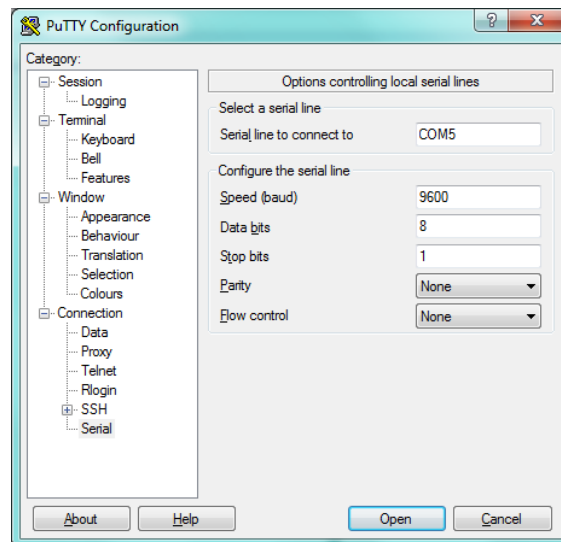 PuTTY Configuration
Category:
Session
Logging
Terminal
Keyboard
Bell
Features
Window
Appearance
Behaviour
Translation
Selection
Colours
Connection
Data
Proxy
Telnet
Rlogin
SSH
Serial
Options controlling local serial lines
Select a serial line
Serial line to connect to COM5
Configure the serial line
Speed (baud) 9600
Data bits 8
Stop bits 1
Parity None
Flow control None
About Help Open Cancel